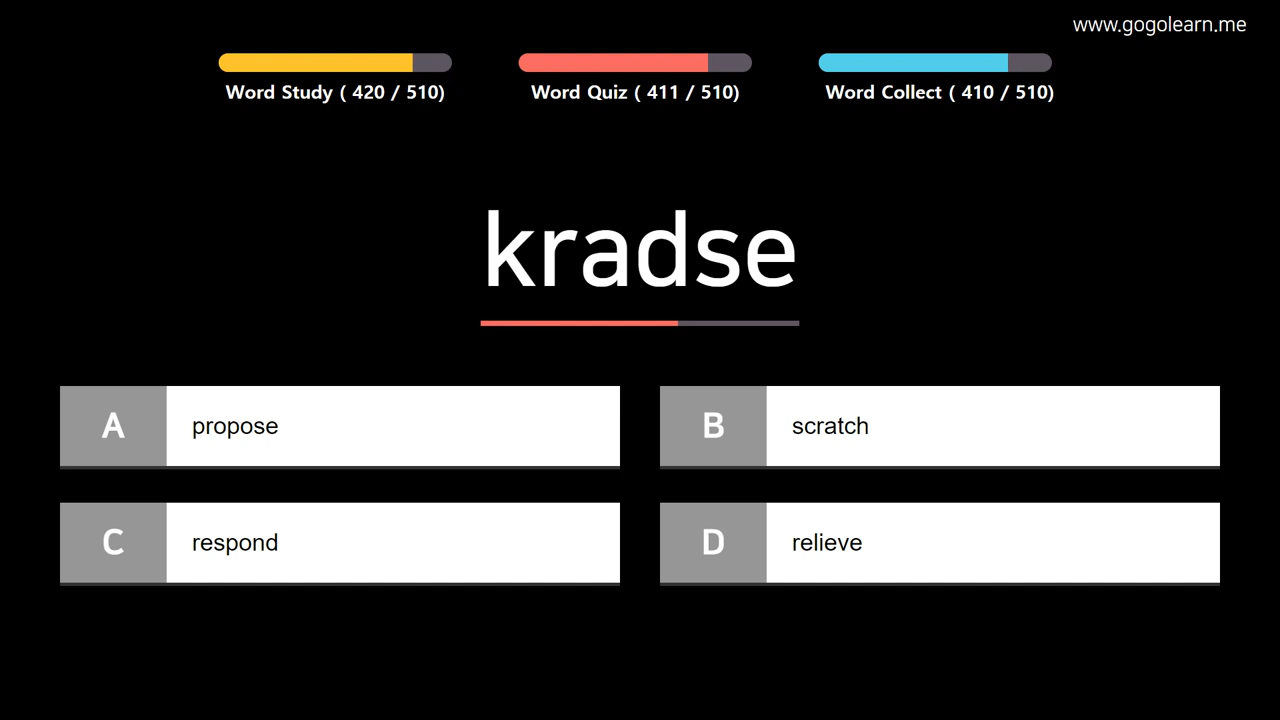 www.gogolearn.me
Word Study ( 420 / 510)
Word Quiz ( 411 / 510)
Word Collect ( 410 / 510)
kradse
A
propose
B
scratch
C
respond
D
relieve